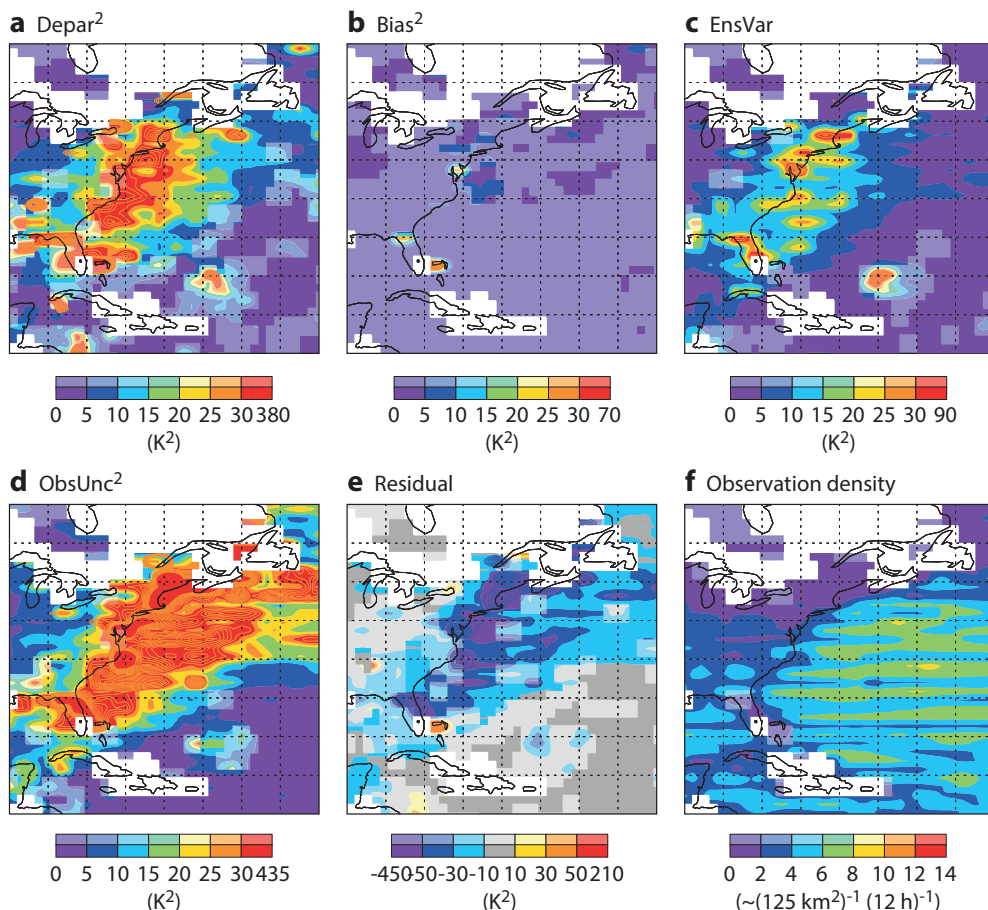 a Depar²
b Bias²
c EnsVar
0 5 10 15 20 25 30 380
(K²)
0 5 10 15 20 25 30 70
(K²)
0 5 10 15 20 25 30 90
(K²)
d ObsUnc²
e Residual
f Observation density
0 5 10 15 20 25 30 435
(K²)
-450 -50 -30 -10 10 30 50 210
(K²)
0 2 4 6 8 10 12 14
(~(125 km²)⁻¹ (12 h)⁻¹)